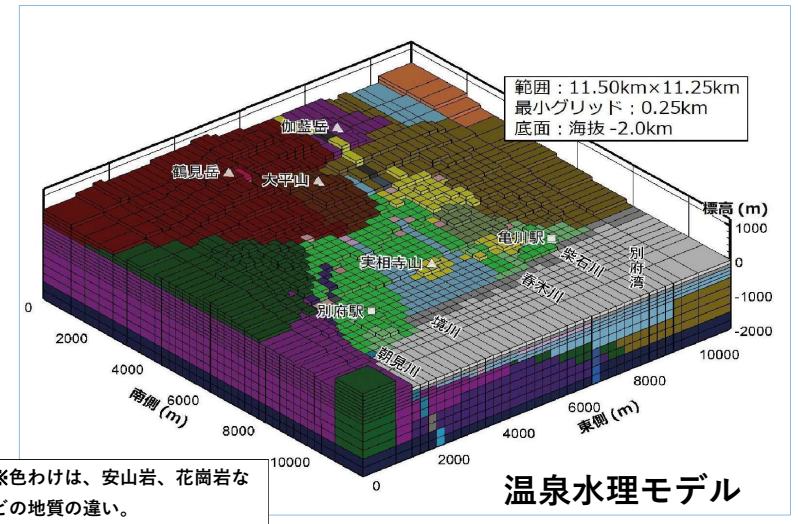 範囲：11.50km×11.25km
最小グリッド：0.25km
底面：海抜 -2.0km
伽藍岳
鶴見岳
大平山
標高 (m)
1000
0
-1000
-2000
亀川駅
柴石川
別府湾
実相寺山
春木川
別府駅
境川
朝見川
0
2000
4000
6000
8000
10000
南側 (m)
0
2000
4000
6000
8000
10000
東側 (m)
※色わけは、安山岩、花崗岩な
どの地質の違い。
温泉水理モデル